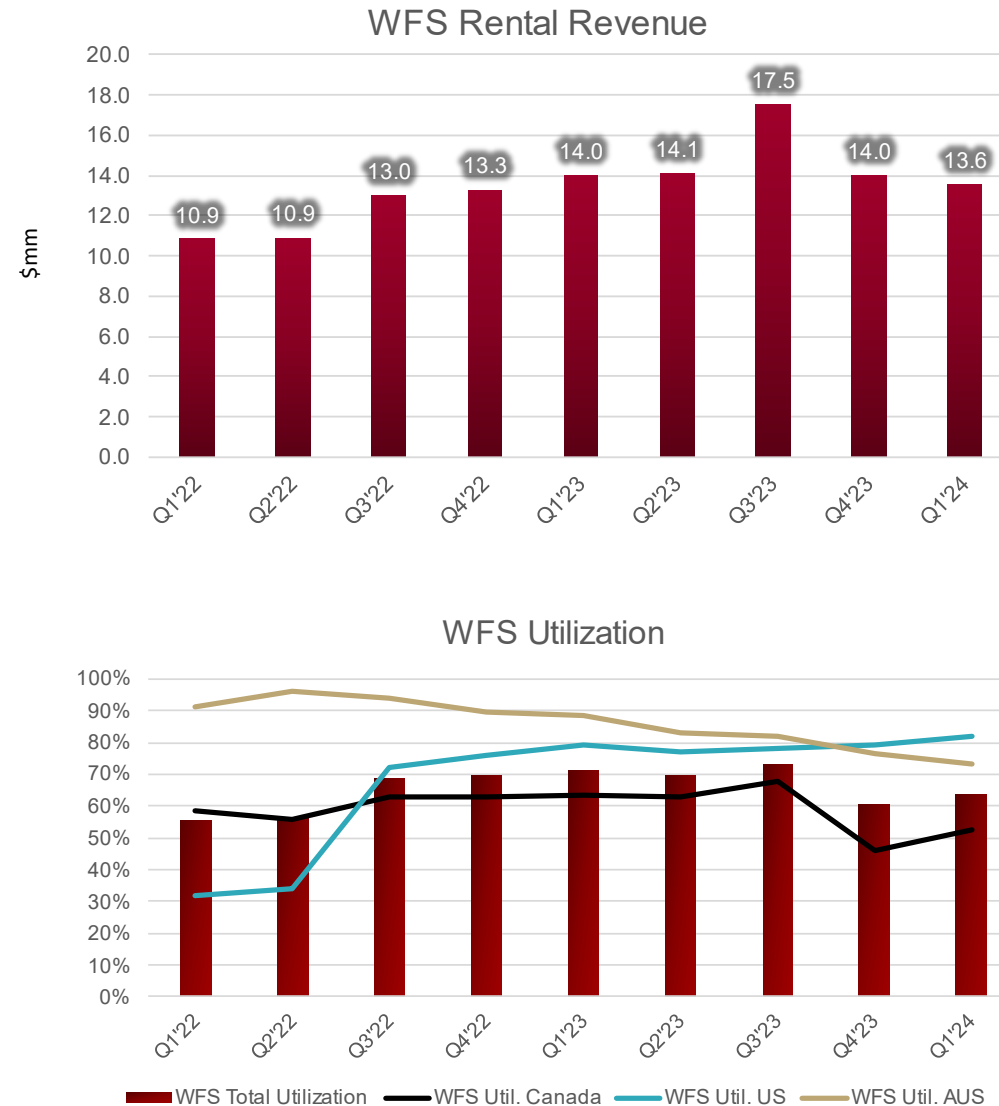 WFS Rental Revenue
20.0
18.0
16.0
14.0
12.0
10.0
8.0
6.0
4.0
2.0
0.0
$mm
10.9
10.9
13.0
13.3
14.0
14.1
17.5
14.0
13.6
Q1'22
Q2'22
Q3'22
Q4'22
Q1'23
Q2'23
Q3'23
Q4'23
Q1'24
WFS Utilization
100%
90%
80%
70%
60%
50%
40%
30%
20%
10%
0%
Q1'22
Q2'22
Q3'22
Q4'22
Q1'23
Q2'23
Q3'23
Q4'23
Q1'24
WFS Total Utilization WFS Util. Canada WFS Util. US WFS Util. AUS